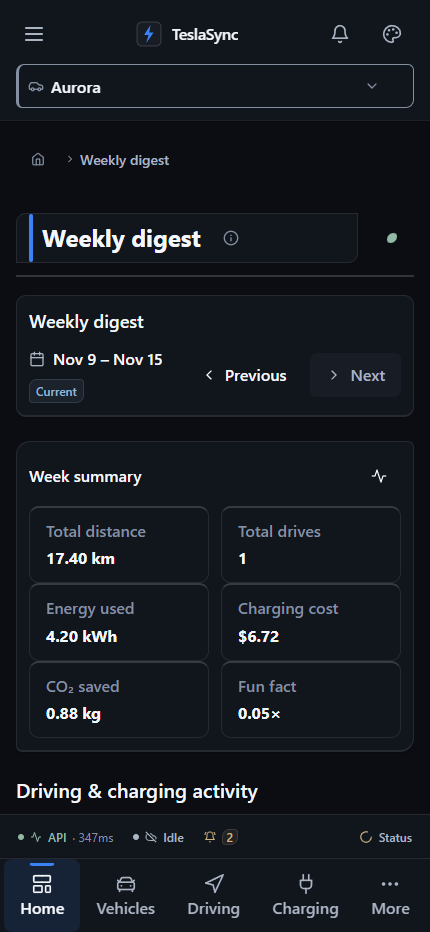 TeslaSync
Aurora
Weekly digest
Weekly digest
Weekly digest
Nov 9 – Nov 15
Current
Previous
Next
Week summary
Total distance
17.40 km
Total drives
1
Energy used
4.20 kWh
Charging cost
$6.72
CO₂ saved
0.88 kg
Fun fact
0.05×
Driving & charging activity
API · 347ms
Idle
2
Status
Home
Vehicles
Driving
Charging
More